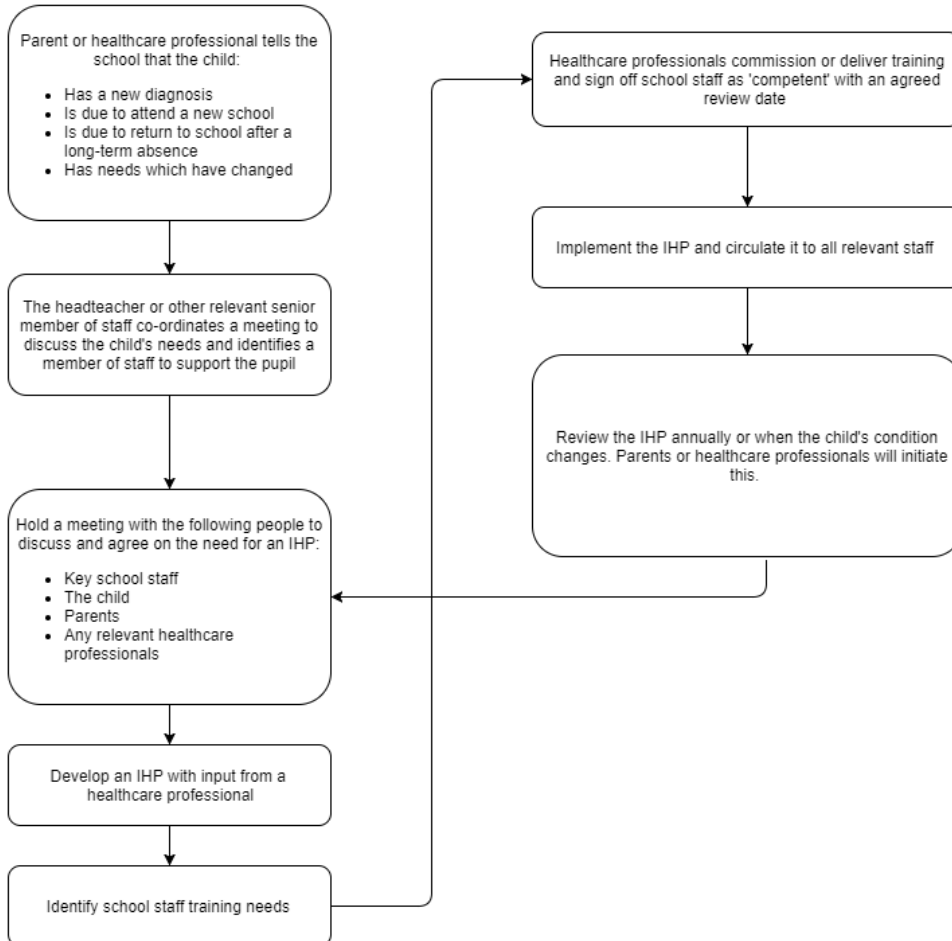 Parent or healthcare professional tells the
school that the child:
• Has a new diagnosis
• Is due to attend a new school
• Is due to return to school after a
long-term absence
• Has needs which have changed
The headteacher or other relevant senior
member of staff co-ordinates a meeting to
discuss the child's needs and identifies a
member of staff to support the pupil
Hold a meeting with the following people to
discuss and agree on the need for an IHP:
• Key school staff
• The child
• Parents
• Any relevant healthcare
professionals
Develop an IHP with input from a
healthcare professional
Identify school staff training needs
Healthcare professionals commission or deliver training
and sign off school staff as 'competent' with an agreed
review date
Implement the IHP and circulate it to all relevant staff
Review the IHP annually or when the child's condition
changes. Parents or healthcare professionals will initiate
this.